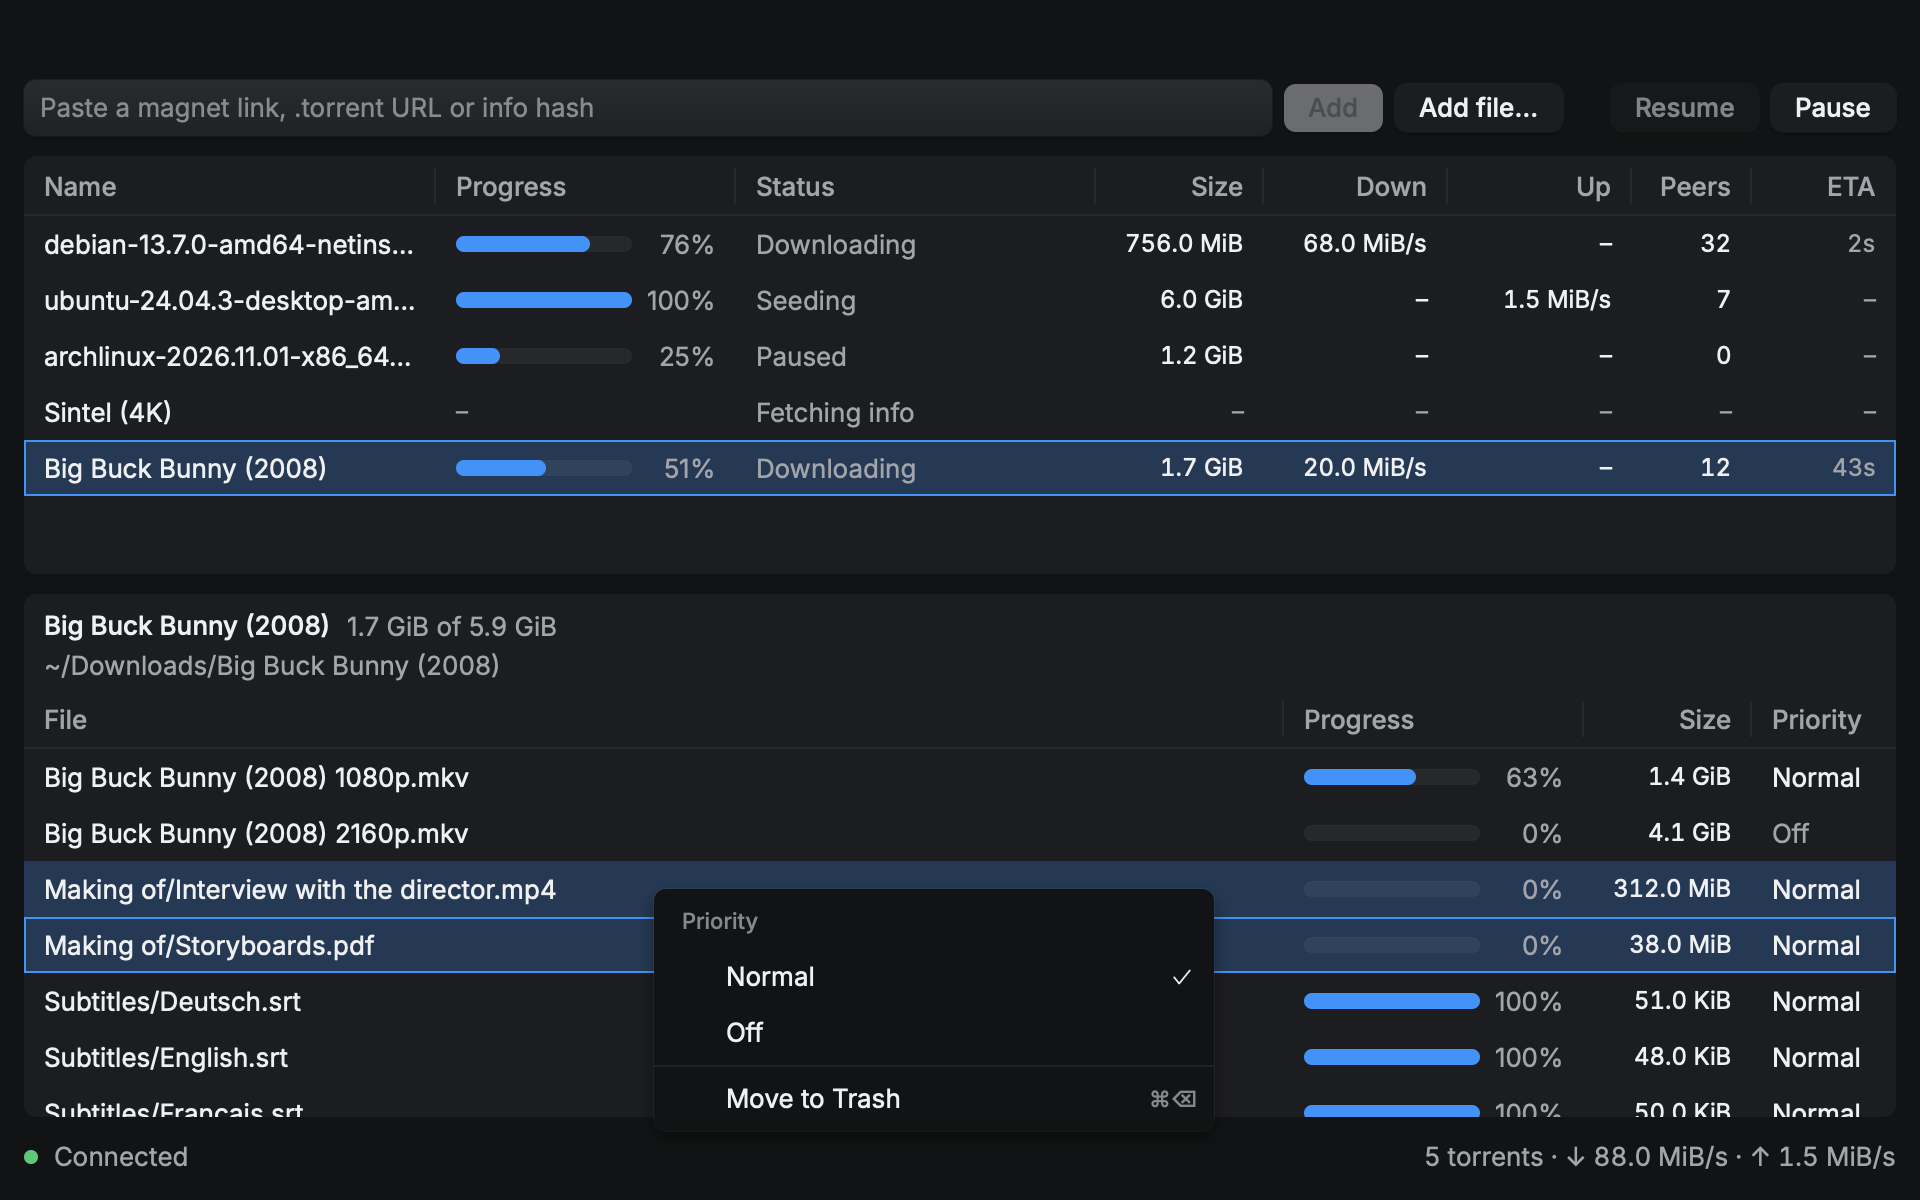 Paste a magnet link, .torrent URL or info hash Add Add file... Resume Pause
Name Progress Status Size Down Up Peers ETA
debian-13.7.0-amd64-netins... 76% Downloading 756.0 MiB 68.0 MiB/s – 32 2s
ubuntu-24.04.3-desktop-am... 100% Seeding 6.0 GiB – 1.5 MiB/s 7 –
archlinux-2026.11.01-x86_64... 25% Paused 1.2 GiB – – 0 –
Sintel (4K) – Fetching info – – – – –
Big Buck Bunny (2008) 51% Downloading 1.7 GiB 20.0 MiB/s – 12 43s
Big Buck Bunny (2008) 1.7 GiB of 5.9 GiB
~/Downloads/Big Buck Bunny (2008)
File Progress Size Priority
Big Buck Bunny (2008) 1080p.mkv 63% 1.4 GiB Normal
Big Buck Bunny (2008) 2160p.mkv 0% 4.1 GiB Off
Making of/Interview with the director.mp4 0% 312.0 MiB Normal
Making of/Storyboards.pdf 0% 38.0 MiB Normal
Subtitles/Deutsch.srt 100% 51.0 KiB Normal
Subtitles/English.srt 100% 48.0 KiB Normal
Subtitles/Français.srt 100% 50.0 KiB Normal
Priority
Normal ✓
Off
Move to Trash ⌘⌫
Connected 5 torrents · ↓ 88.0 MiB/s · ↑ 1.5 MiB/s